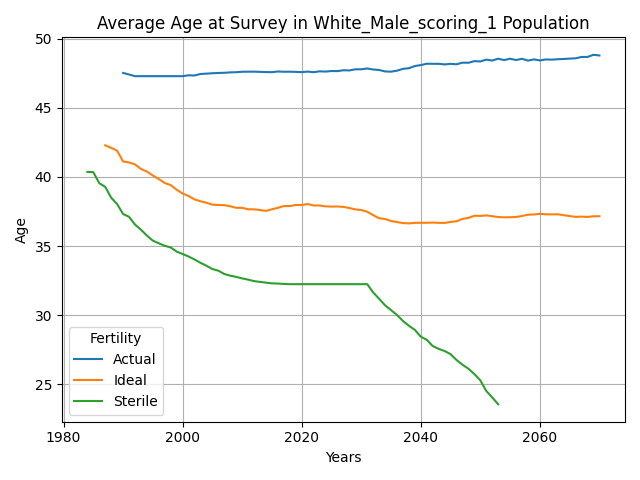 Average Age at Survey in White_Male_scoring_1 Population
50
45
40
35
30
25
Age
Fertility
Actual
Ideal
Sterile
1980
2000
2020
2040
2060
Years